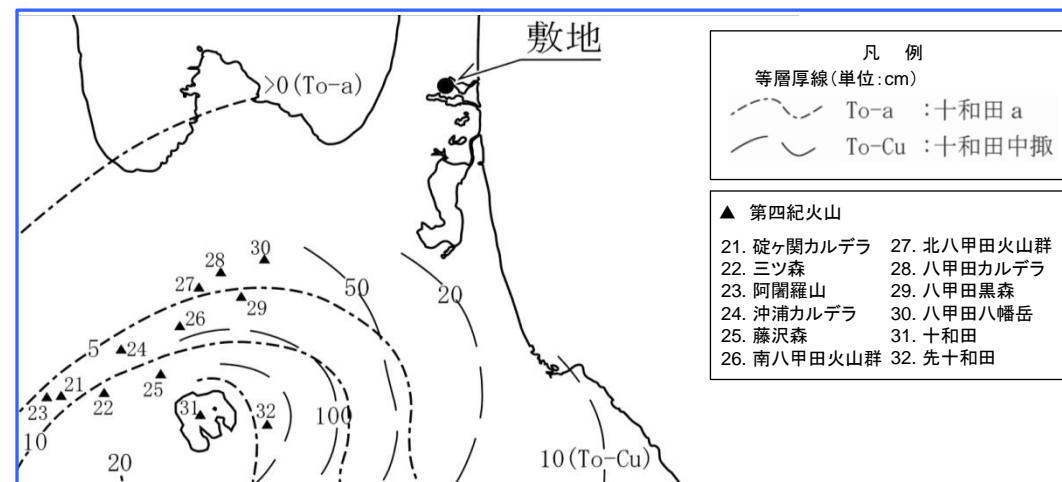 敷地
>0(To-a)
30
28
27
50
20
29
26
5
24
25
21
23
22
31
32
100
10
20
10(To-Cu)
凡 例
等層厚線(単位:cm)
To-a :十和田a
To-Cu :十和田中掫
▲ 第四紀火山
21. 碇ヶ関カルデラ 27. 北八甲田火山群
22. 三ツ森 28. 八甲田カルデラ
23. 阿闍羅山 29. 八甲田黒森
24. 沖浦カルデラ 30. 八甲田八幡岳
25. 藤沢森 31. 十和田
26. 南八甲田火山群 32. 先十和田